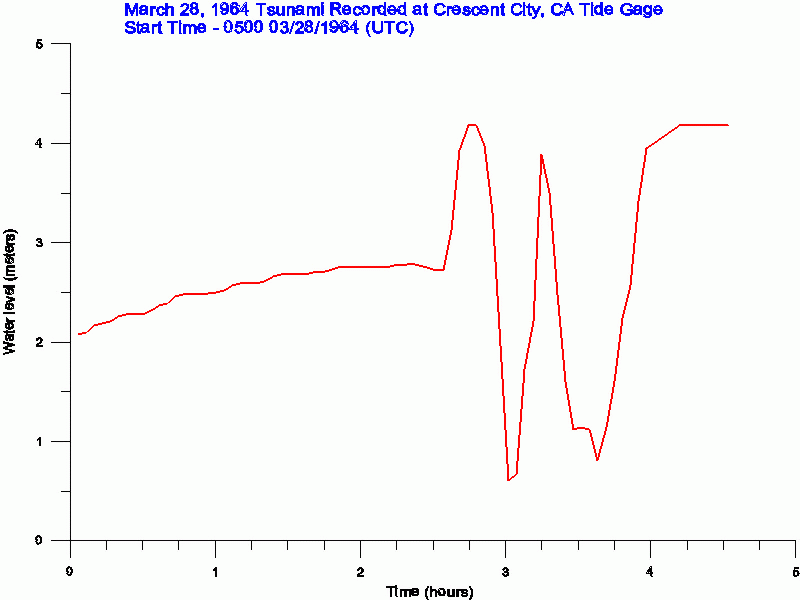 March 28, 1964 Tsunami Recorded at Crescent City, CA Tide Gage
Start Time - 0500 03/28/1964 (UTC)
5
4
3
2
1
0
Water level (meters)
0 1 2 3 4 5
Time (hours)